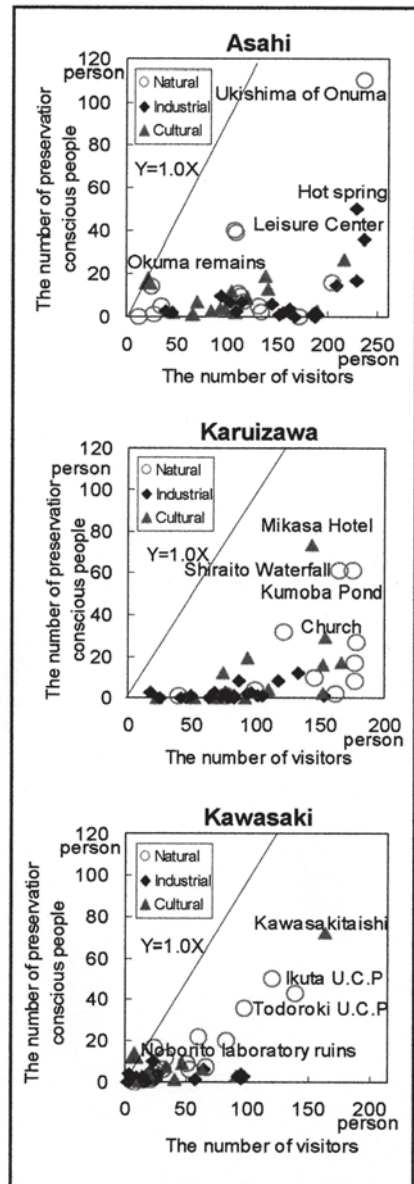 Asahi
person
120
100
80
60
40
20
0
The number of preservation
conscious people
Natural
Industrial
Cultural
Y=1.0X
Ukishima of Onuma
Hot spring
Leisure Center
Okuma remains
0 50 100 150 200 250
person
The number of visitors
Karuizawa
120
person
100
80
60
40
20
0
The number of preservation
conscious people
Natural
Industrial
Cultural
Y=1.0X
Mikasa Hotel
Shiraito Waterfall
Kumoba Pond
Church
0 50 100 150 200
person
The number of visitors
Kawasaki
120
person
100
80
60
40
20
0
The number of preservation
conscious people
Natural
Industrial
Cultural
Y=1.0X
Kawasakitaishi
Ikuta U.C.P
Todoroki U.C.P
Noborito laboratory ruins
0 50 100 150 200
person
The number of visitors